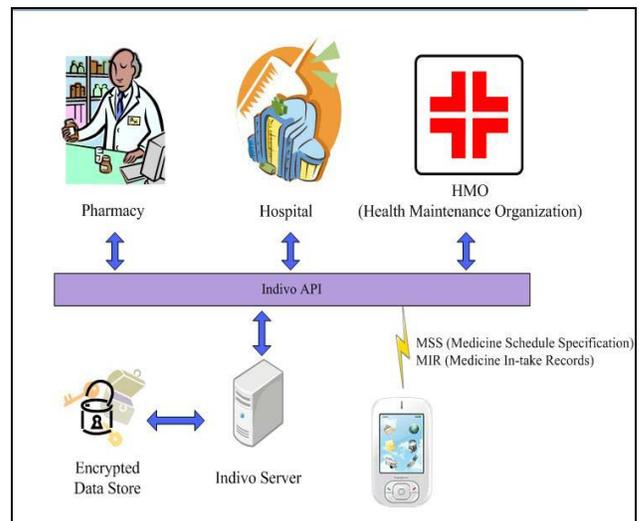 Pharmacy
Hospital
HMO
(Health Maintenance Organization)
Indivo API
MSS (Medicine Schedule Specification)
MIR (Medicine In-take Records)
Encrypted
Data Store
Indivo Server